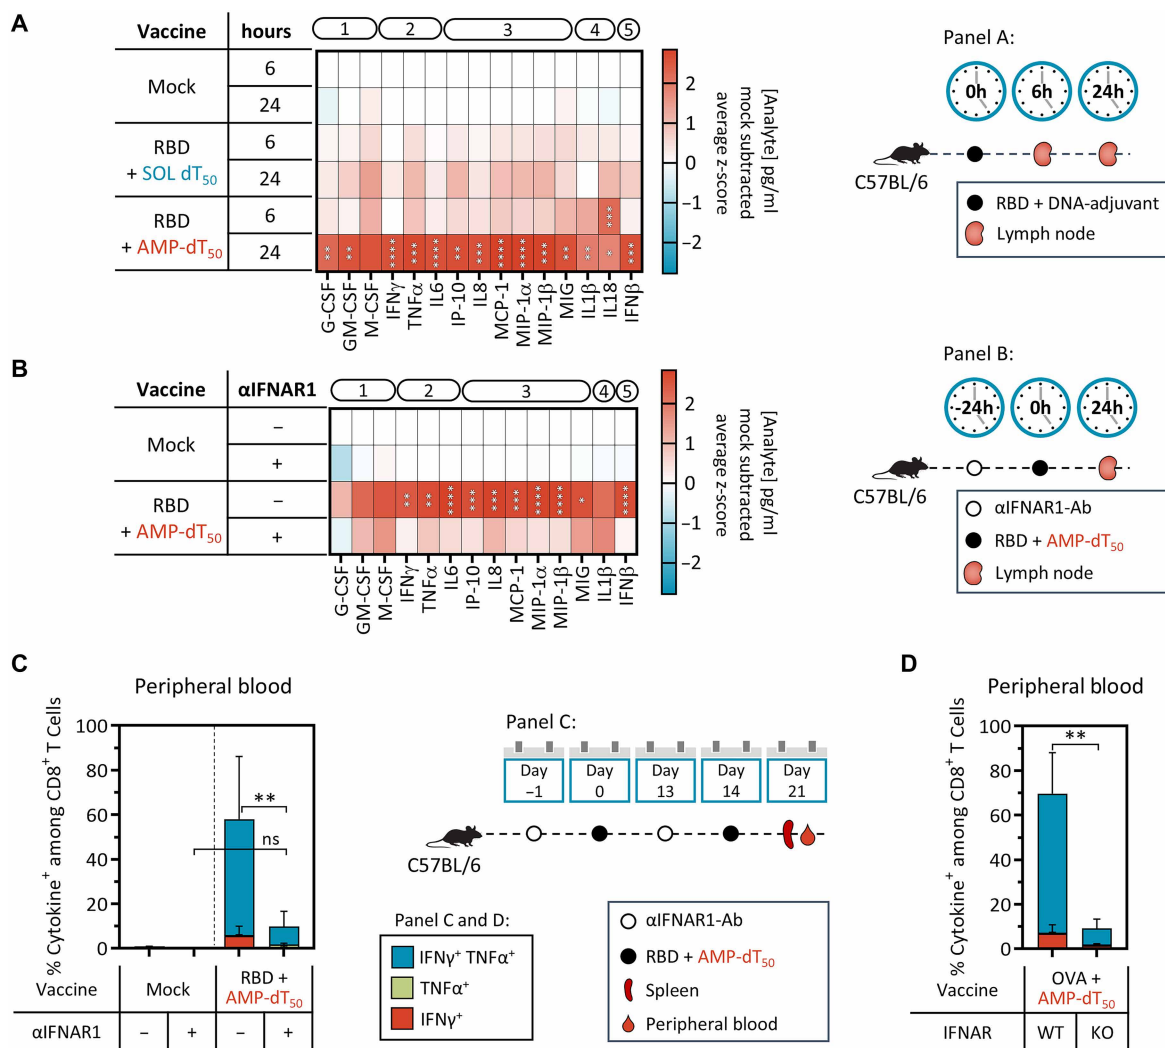 A
Vaccine hours 1 2 3 4 5
Mock 6
24
RBD
+ SOL dT50
6
24
RBD
+ AMP-dT50
6
24
***
** ** **** *** ** *** *** **** **** **** ** ** * **
G-CSF GM-CSF M-CSF IFNγ TNFα IL6 IP-10 IL8 MCP-1 MIP-1α MIP-1β MIG IL1β IL18 IFNβ
2
1
0
−1
−2
[Analyte] pg/ml
mock subtracted
average z-score
Panel A:
0h 6h 24h
C57BL/6
RBD + DNA-adjuvant
Lymph node
B
Vaccine αIFNAR1 1 2 3 4 5
Mock −
+
RBD
+ AMP-dT50
−
+
** ** **** *** **** *** **** **** * ****
G-CSF GM-CSF M-CSF IFNγ TNFα IL6 IP-10 IL8 MCP-1 MIP-1α MIP-1β MIG IL1β IFNβ
2
1
0
−1
−2
[Analyte] pg/ml
mock subtracted
average z-score
Panel B:
-24h 0h 24h
C57BL/6
αIFNAR1-Ab
RBD + AMP-dT50
Lymph node
C
Peripheral blood
% Cytokine+ among CD8+ T Cells
100
80
60
40
20
0
**
ns
Vaccine Mock RBD +
AMP-dT50
αIFNAR1 − + − +
Panel C:
Day
−1
Day
0
Day
13
Day
14
Day
21
C57BL/6
Panel C and D:
IFNγ+ TNFα+
TNFα+
IFNγ+
αIFNAR1-Ab
RBD + AMP-dT50
Spleen
Peripheral blood
D
Peripheral blood
% Cytokine+ among CD8+ T Cells
100
80
60
40
20
0
**
Vaccine OVA +
AMP-dT50
IFNAR WT KO